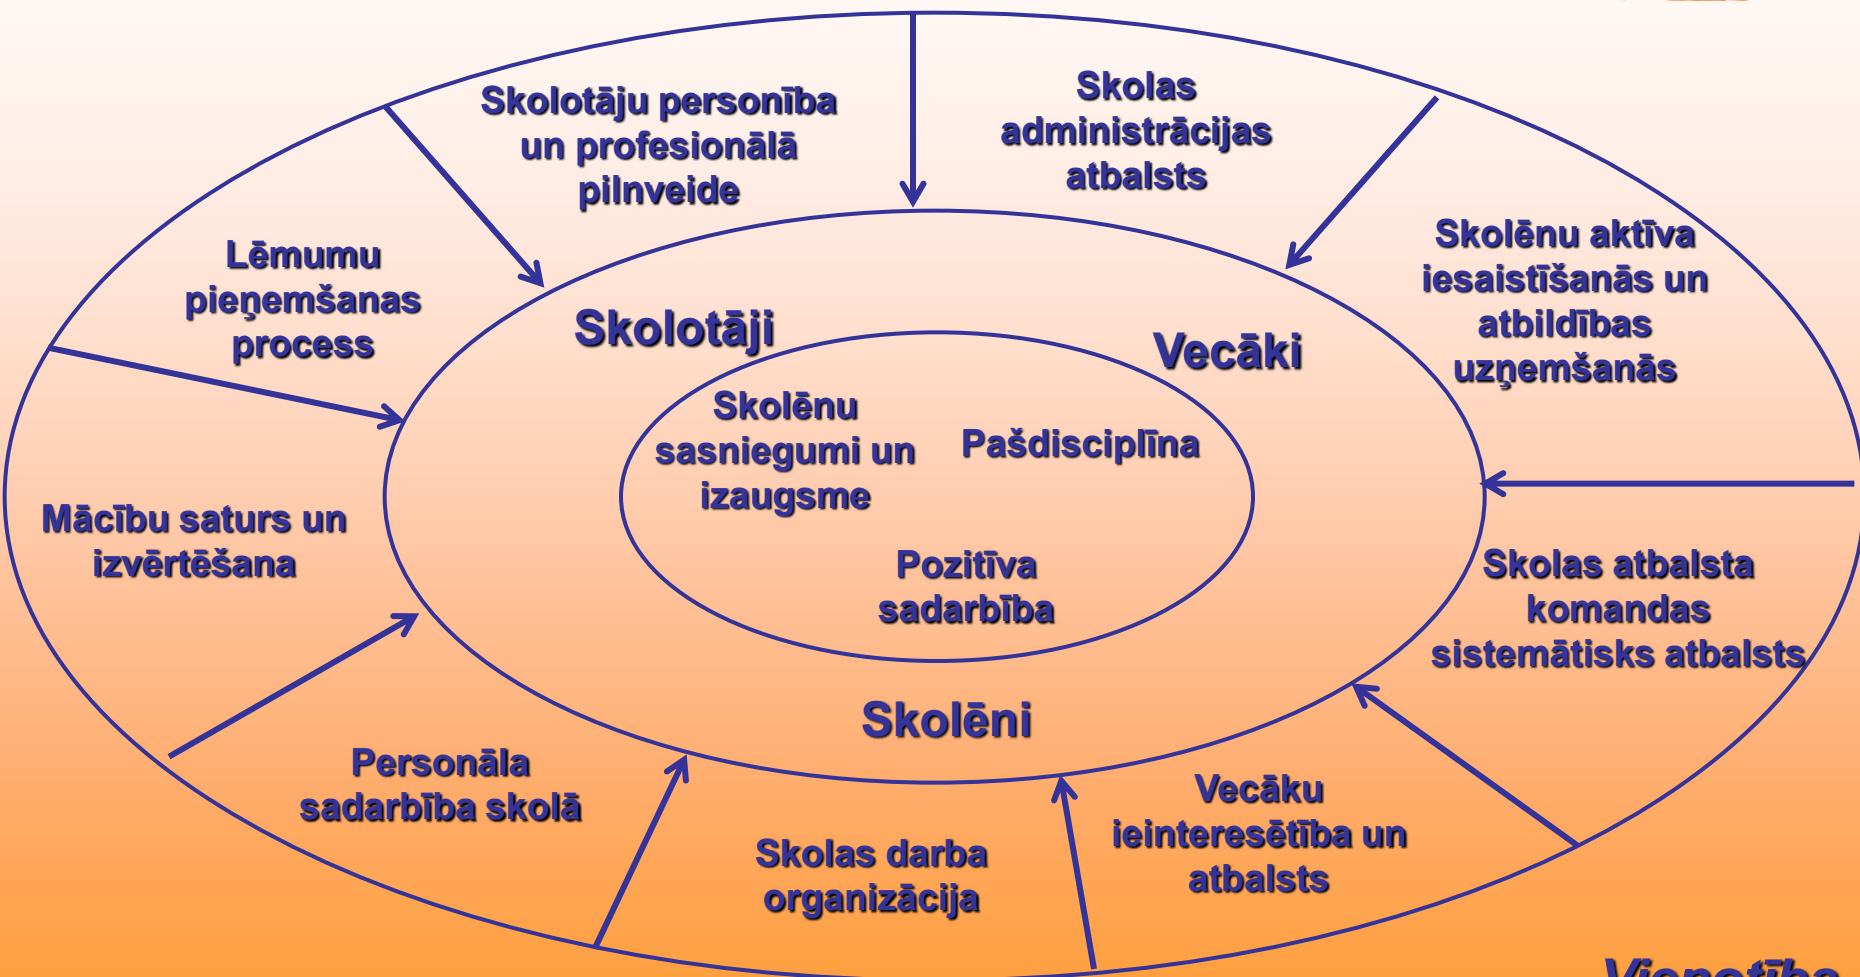 Skolotāju personība
un profesionālā
pilnveide
Skolas
administrācijas
atbalsts
Lēmumu
pieņemšanas
process
Skolēnu aktīva
iesaistīšanās un
atbildības
uzņemšanās
Skolotāji
Vecāki
Skolēnu
sasniegumi un
izaugsme
Pašdisciplīna
Mācību saturs un
izvērtēšana
Pozitīva
sadarbība
Skolas atbalsta
komandas
sistemātisks atbalsts
Skolēni
Personāla
sadarbība skolā
Skolas darba
organizācija
Vecāku
ieinteresētība un
atbalsts
Vienotība